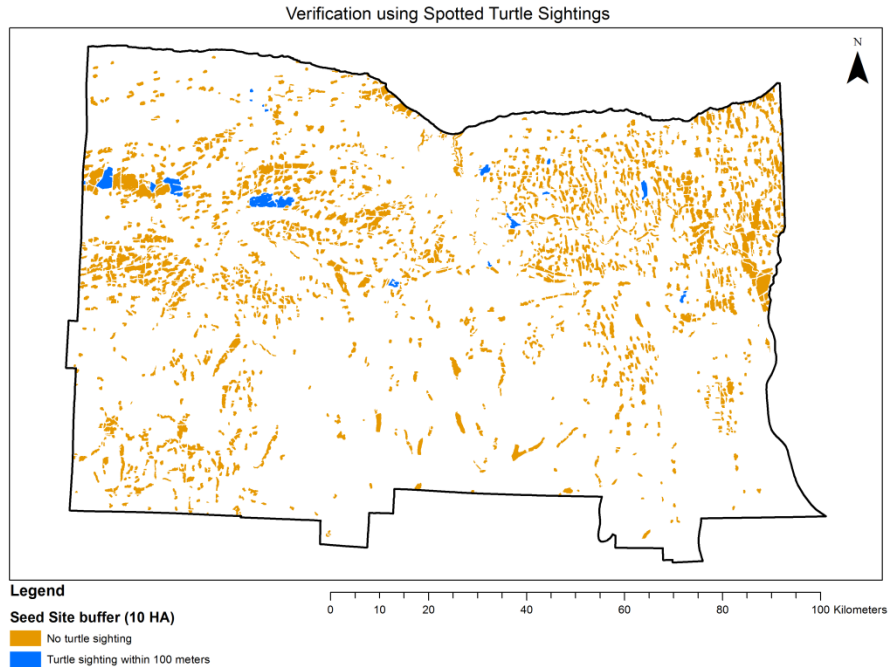 Verification using Spotted Turtle Sightings
N
Legend
Seed Site buffer (10 HA)
No turtle sighting
Turtle sighting within 100 meters
0 10 20 40 60 80 100 Kilometers